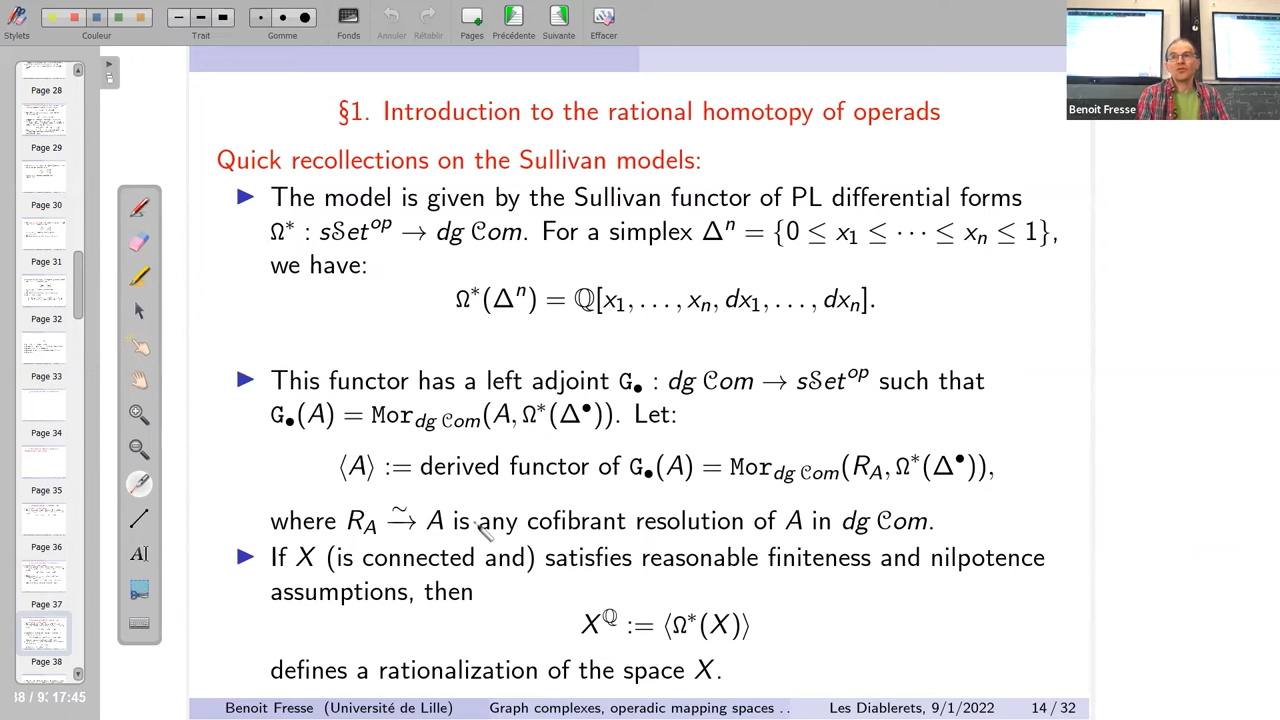 Stylets
Couleur
Trait
Gomme
Fonds
Annuler
Rétablir
Pages
Précédente
Suivante
Effacer
Benoit Fresse
Page 28
Page 29
Page 30
Page 31
Page 32
Page 33
Page 34
Page 35
Page 36
Page 37
Page 38
17:45
§1. Introduction to the rational homotopy of operads
Quick recollections on the Sullivan models:
▶ The model is given by the Sullivan functor of PL differential forms
Ω* : sSet^op → dg Com. For a simplex Δ^n = {0 ≤ x_1 ≤ ⋯ ≤ x_n ≤ 1},
we have:
Ω*(Δ^n) = ℚ[x_1, . . . , x_n, dx_1, . . . , dx_n].
▶ This functor has a left adjoint G_• : dg Com → sSet^op such that
G_•(A) = Mor_{dg Com}(A, Ω*(Δ^•)). Let:
⟨A⟩ := derived functor of G_•(A) = Mor_{dg Com}(R_A, Ω*(Δ^•)),
where R_A →^∼ A is any cofibrant resolution of A in dg Com.
▶ If X (is connected and) satisfies reasonable finiteness and nilpotence
assumptions, then
X^ℚ := ⟨Ω*(X)⟩
defines a rationalization of the space X.
Benoit Fresse (Université de Lille) Graph complexes, operadic mapping spaces . . Les Diablerets, 9/1/2022 14 / 32